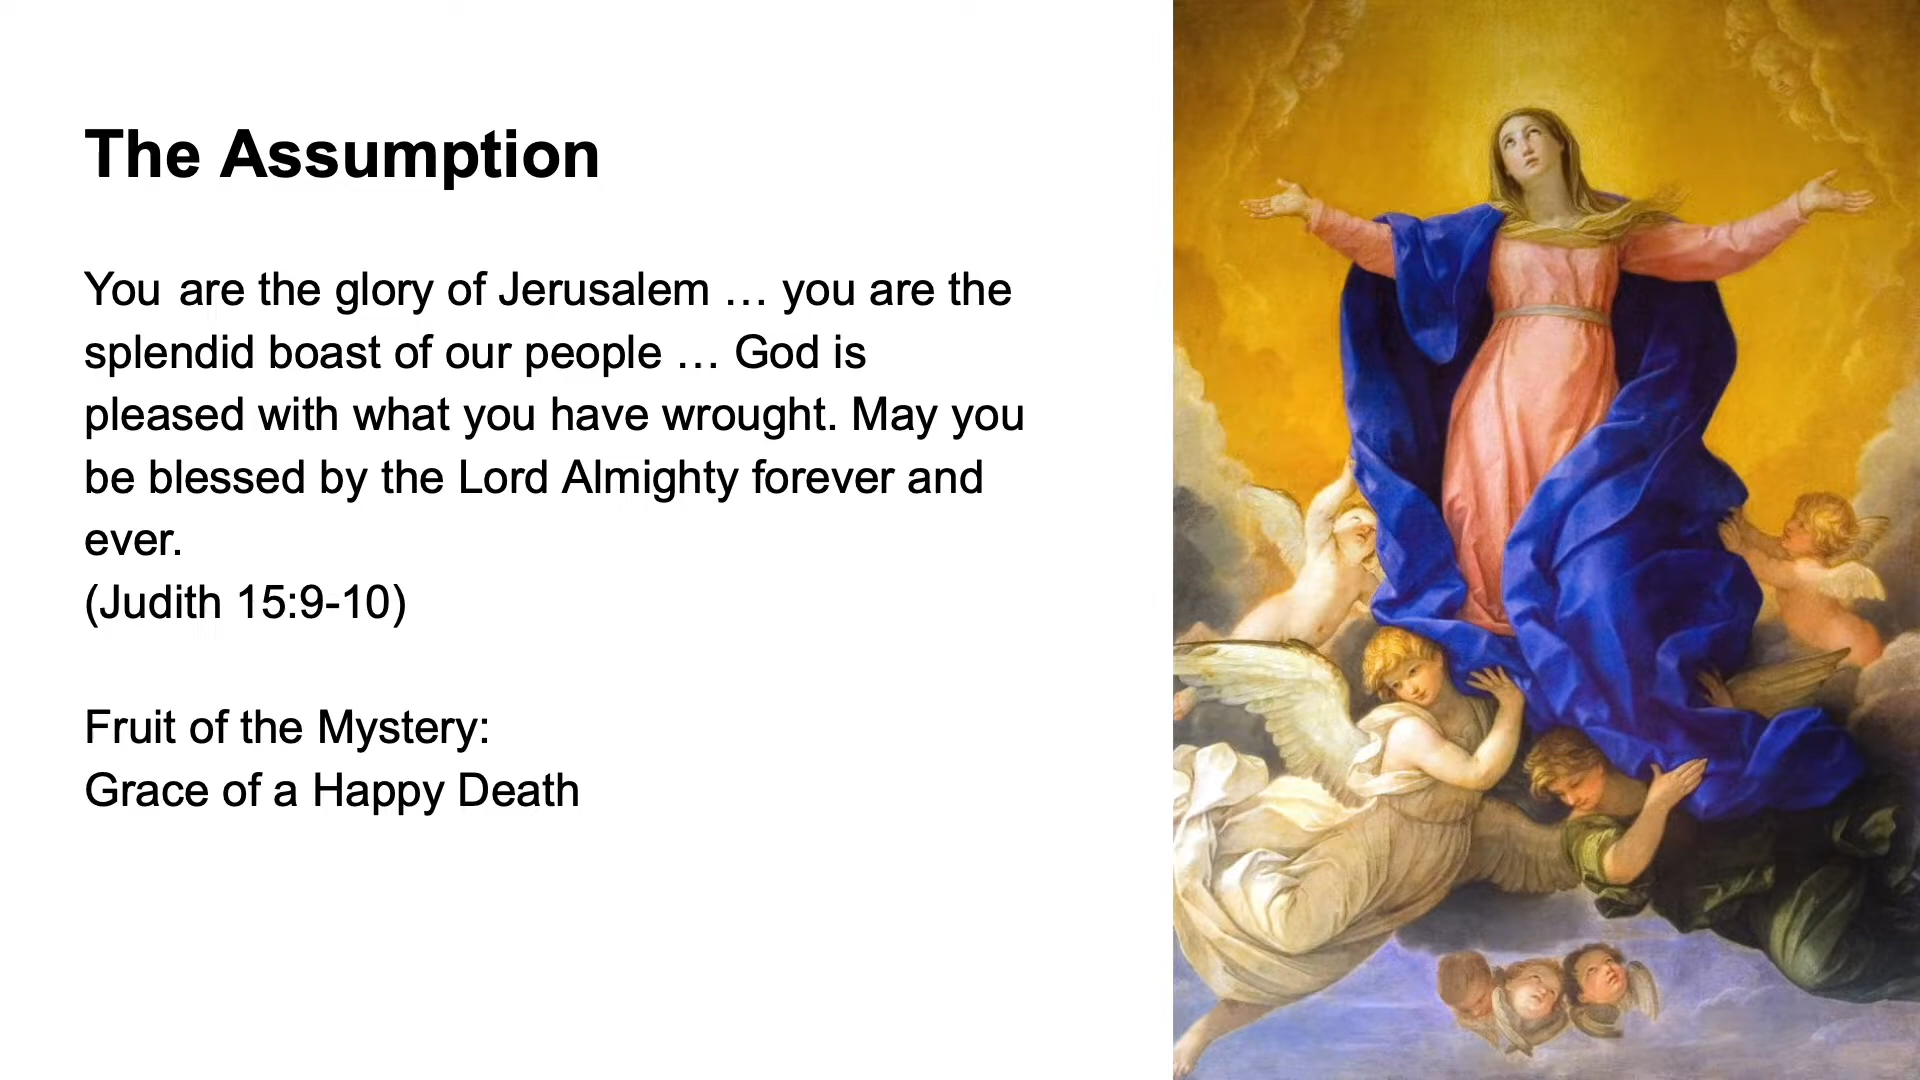 The Assumption
You are the glory of Jerusalem … you are the
splendid boast of our people … God is
pleased with what you have wrought. May you
be blessed by the Lord Almighty forever and
ever.
(Judith 15:9-10)
Fruit of the Mystery:
Grace of a Happy Death